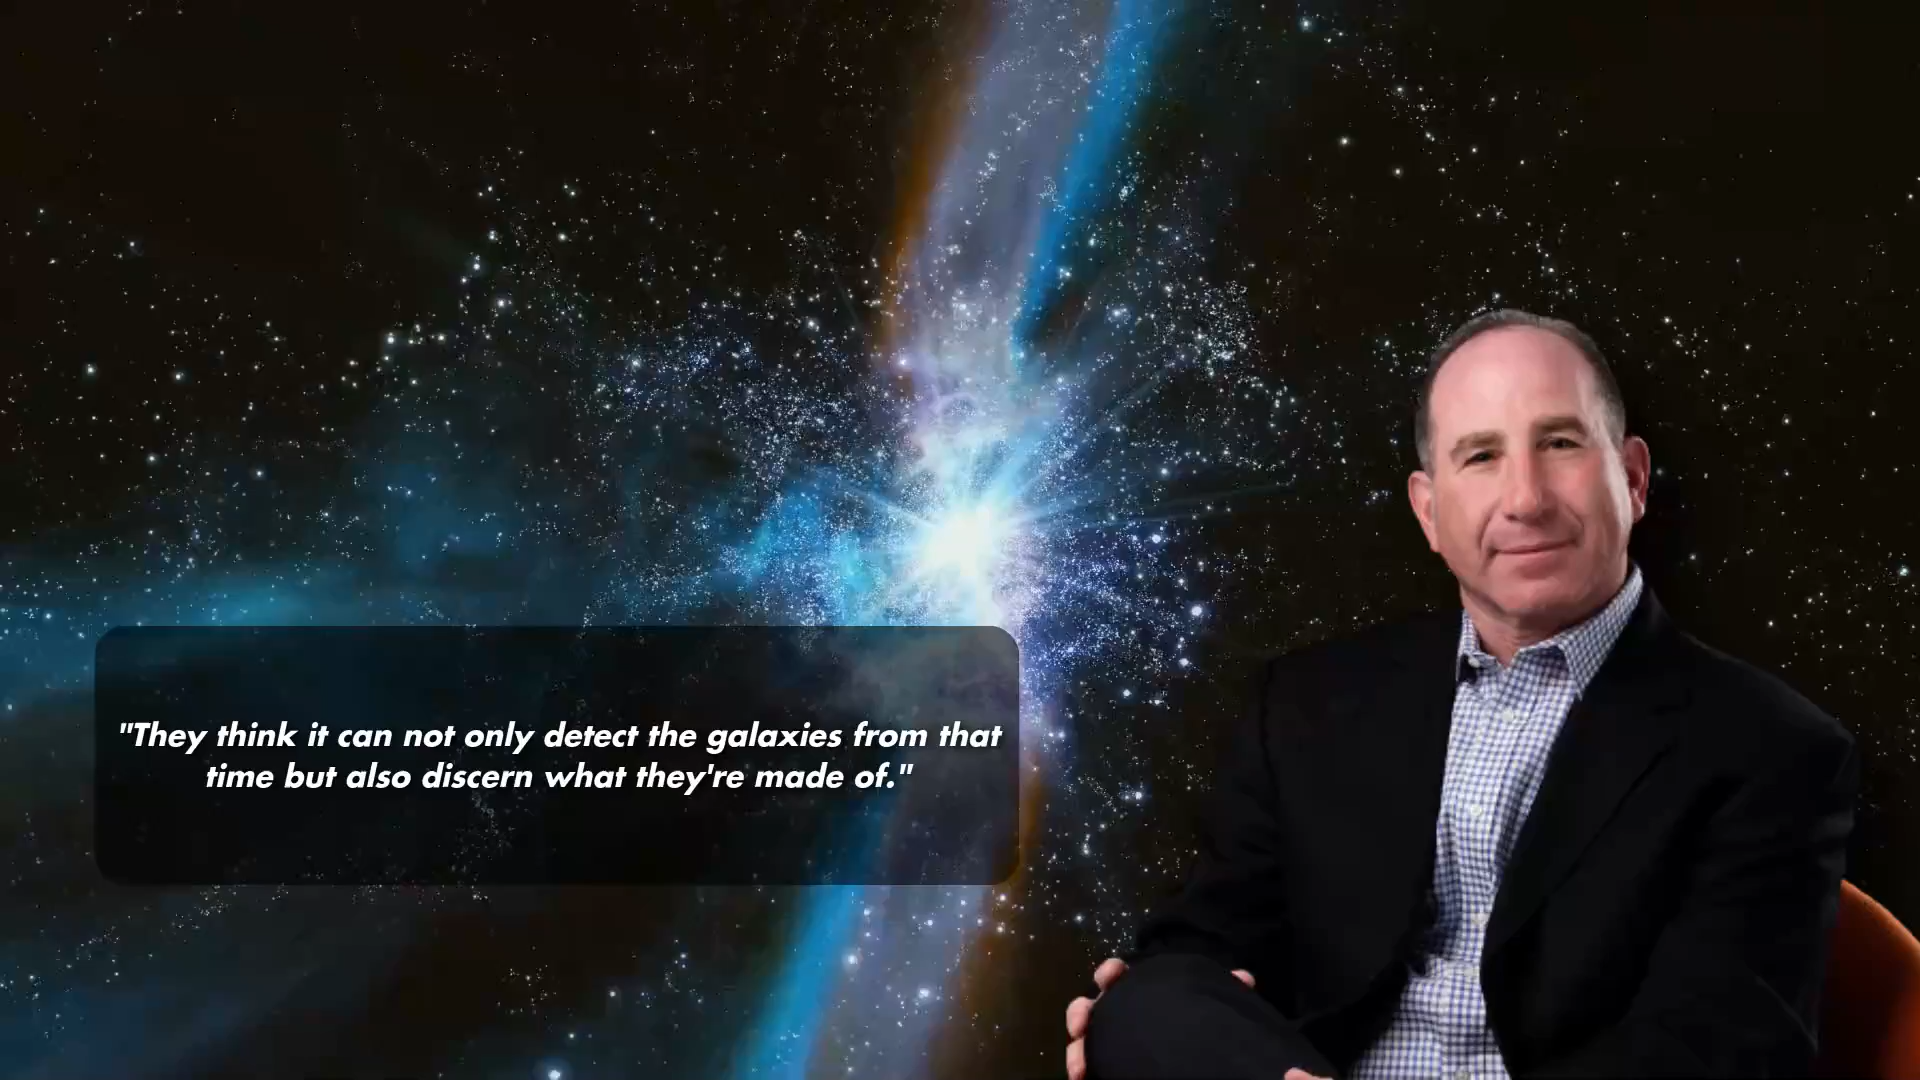 "They think it can not only detect the galaxies from that
time but also discern what they're made of."